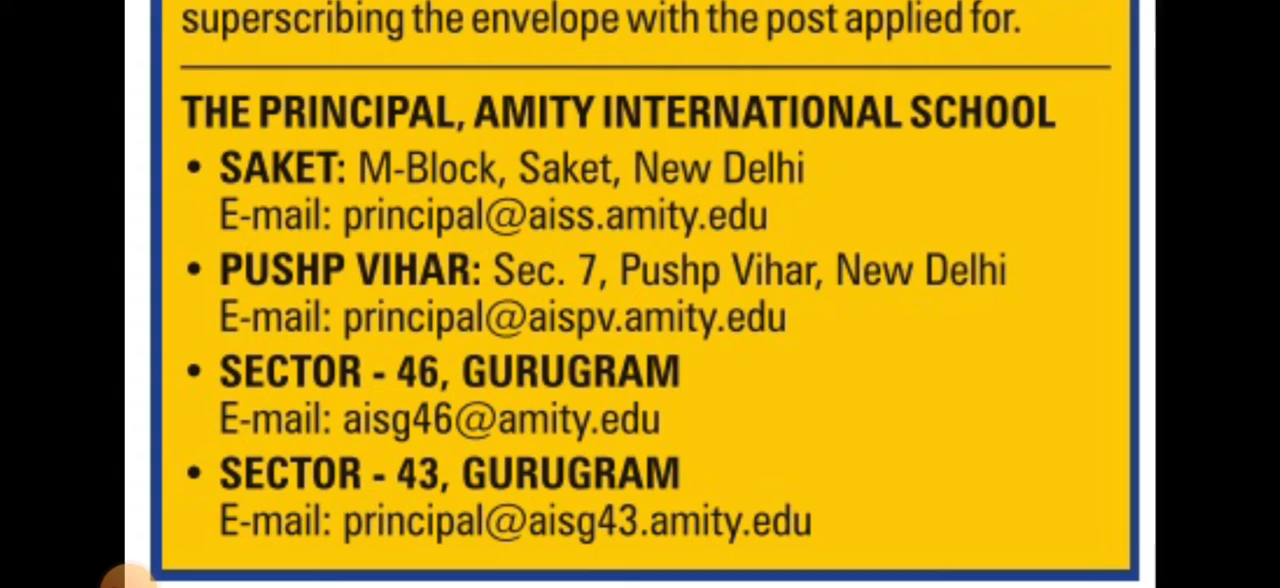 superscribing the envelope with the post applied for.
THE PRINCIPAL, AMITY INTERNATIONAL SCHOOL
• SAKET: M-Block, Saket, New Delhi
E-mail: principal@aiss.amity.edu
• PUSHP VIHAR: Sec. 7, Pushp Vihar, New Delhi
E-mail: principal@aispv.amity.edu
• SECTOR - 46, GURUGRAM
E-mail: aisg46@amity.edu
• SECTOR - 43, GURUGRAM
E-mail: principal@aisg43.amity.edu